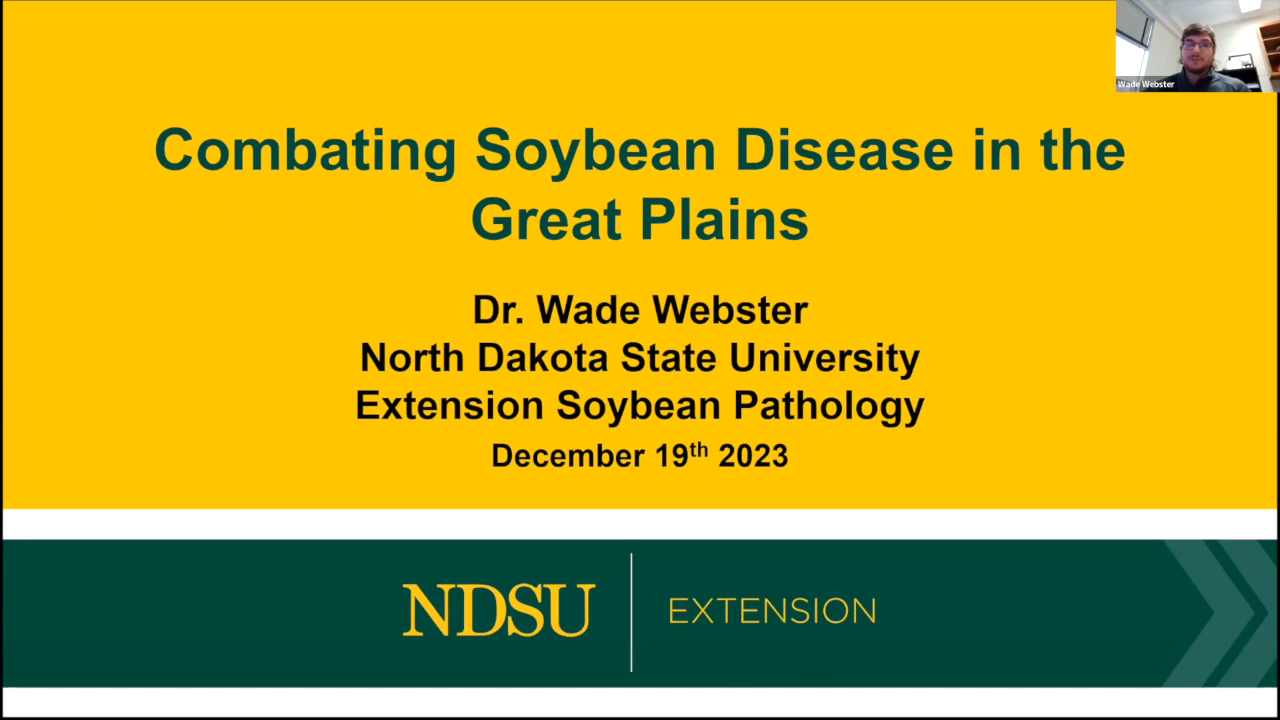 Wade Webster
Combating Soybean Disease in the
Great Plains
Dr. Wade Webster
North Dakota State University
Extension Soybean Pathology
December 19th 2023
NDSU
EXTENSION